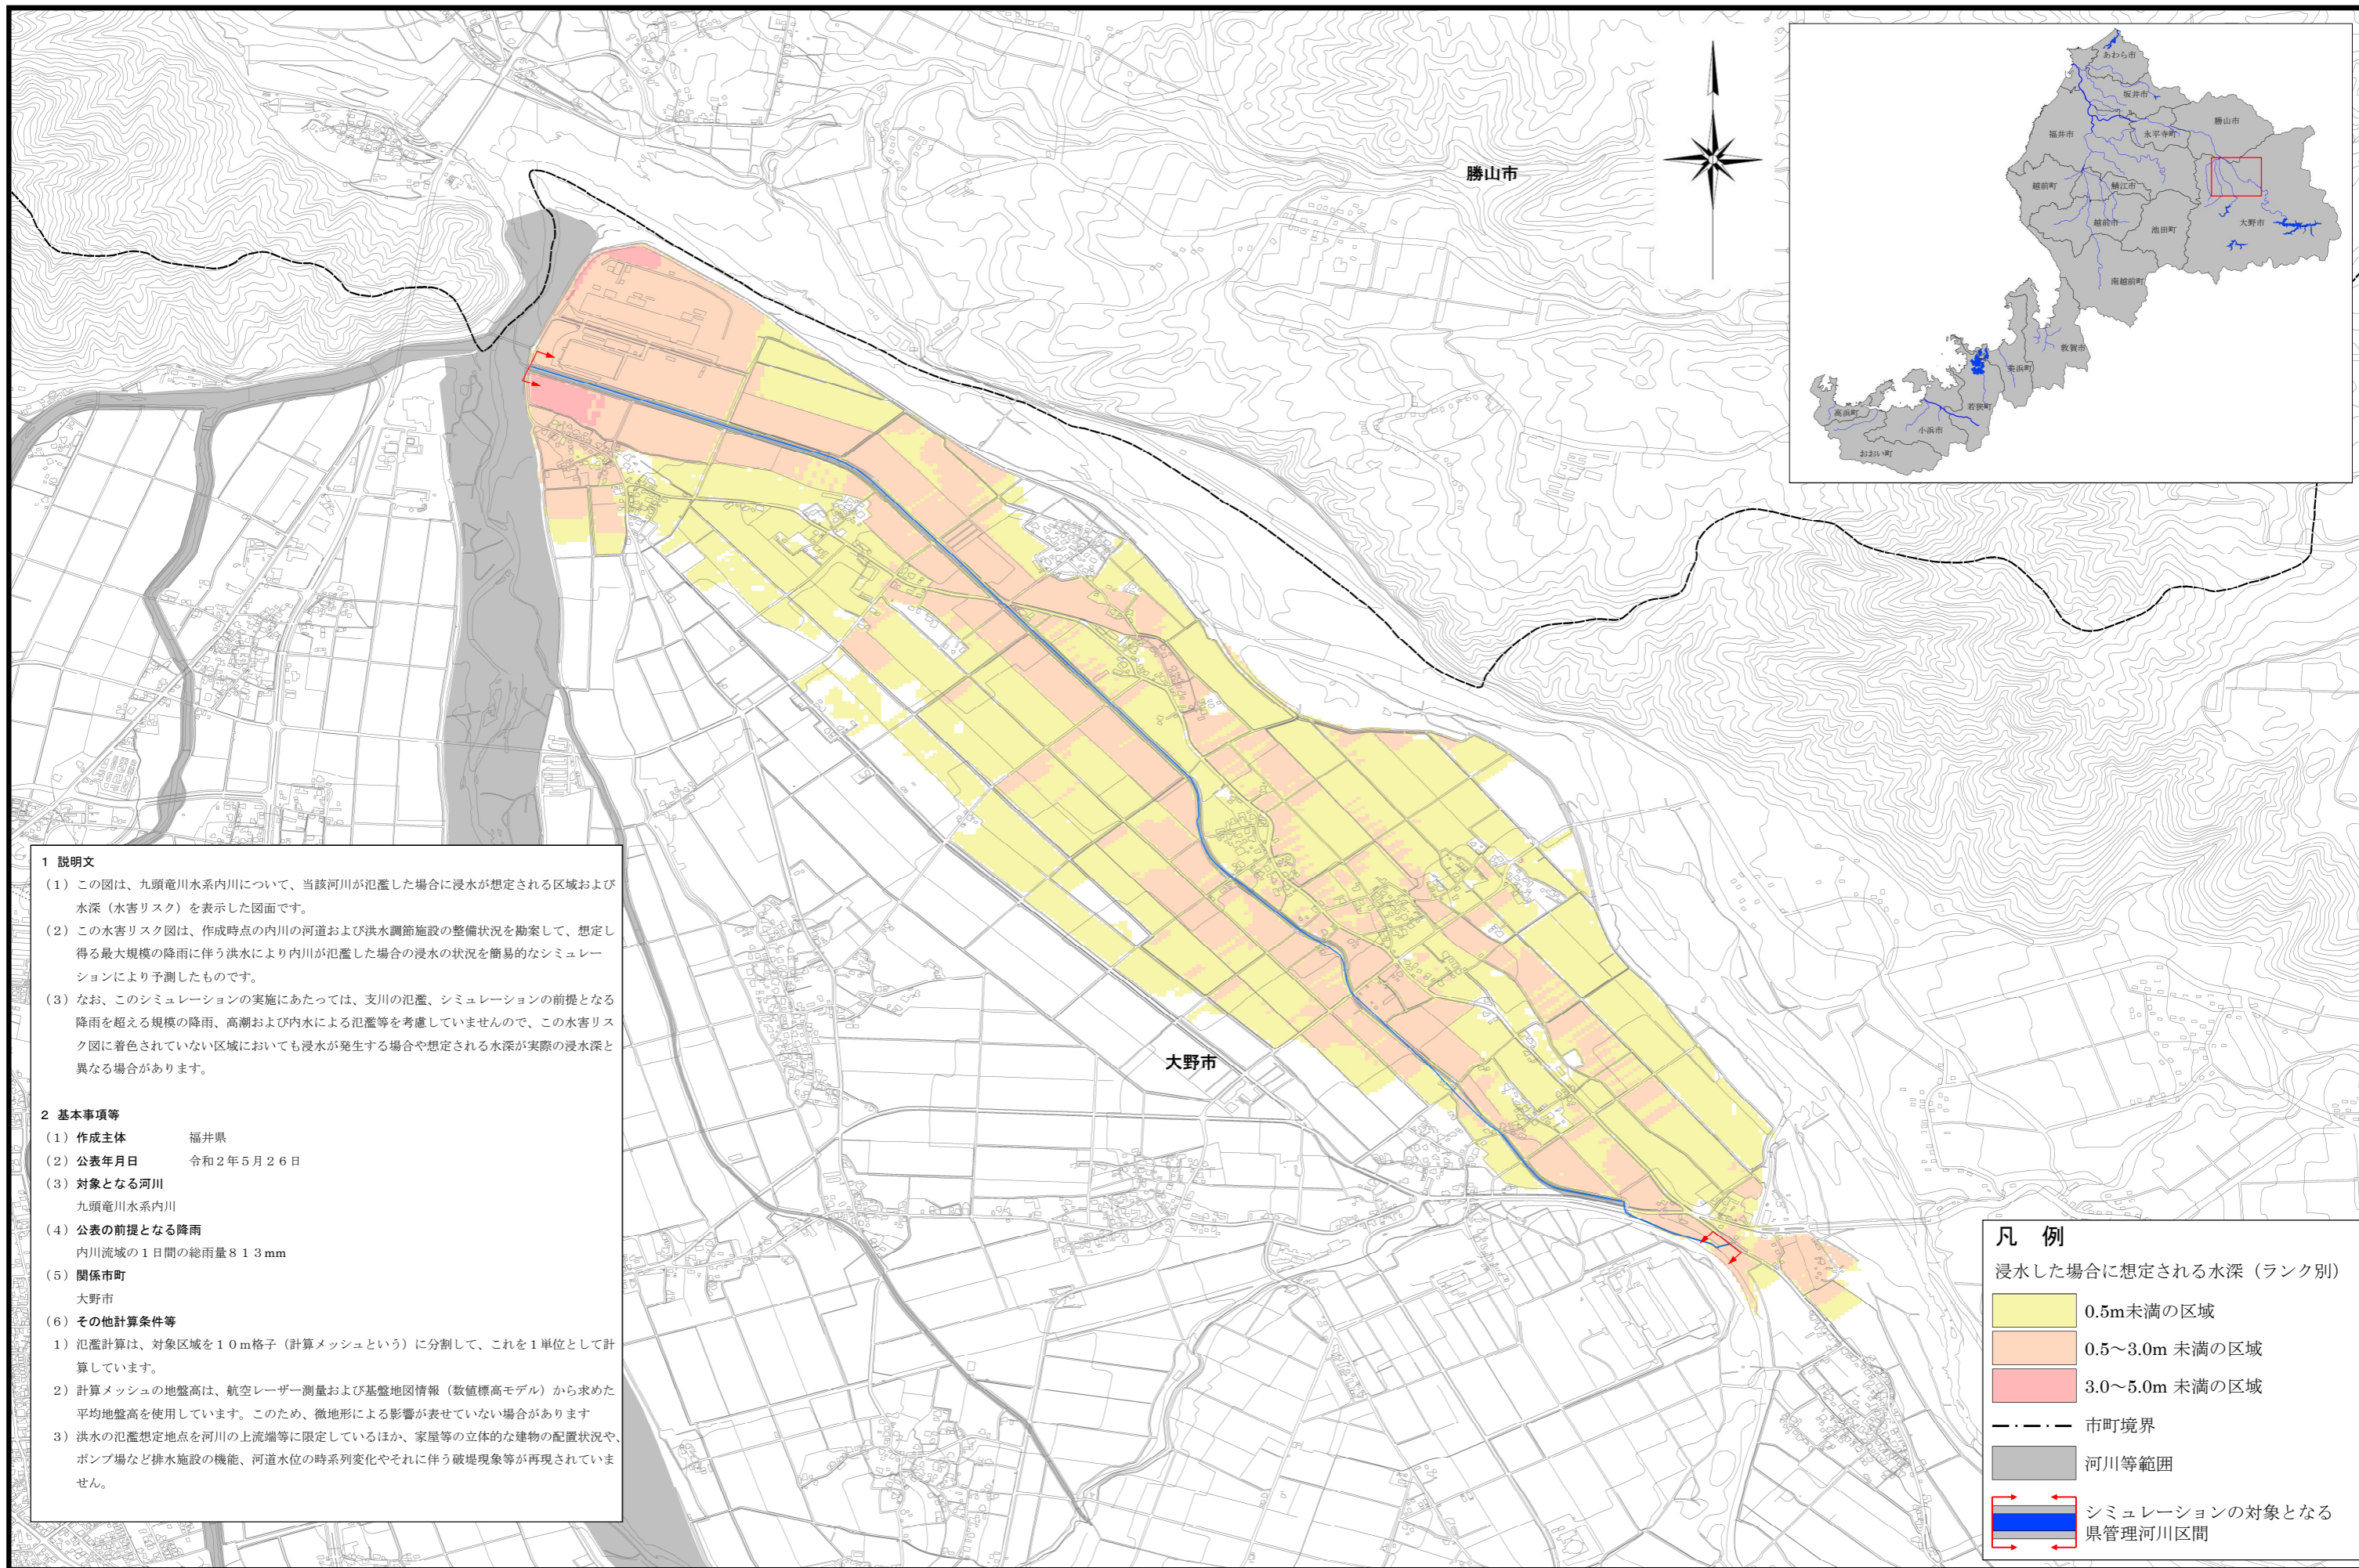 勝山市
大野市
あわら市
坂井市
勝山市
福井市
永平寺町
越前町
鯖江市
越前市
池田町
大野市
南越前町
敦賀市
美浜町
高浜町
若狭町
小浜市
おおい町
1 説明文
（1）この図は、九頭竜川水系内川について、当該河川が氾濫した場合に浸水が想定される区域および
水深（水害リスク）を表示した図面です。
（2）この水害リスク図は、作成時点の内川の河道および洪水調節施設の整備状況を勘案して、想定し
得る最大規模の降雨に伴う洪水により内川が氾濫した場合の浸水の状況を簡易的なシミュレー
ションにより予測したものです。
（3）なお、このシミュレーションの実施にあたっては、支川の氾濫、シミュレーションの前提となる
降雨を超える規模の降雨、高潮および内水による氾濫等を考慮していませんので、この水害リス
ク図に着色されていない区域においても浸水が発生する場合や想定される水深が実際の浸水深と
異なる場合があります。
2 基本事項等
（1）作成主体 福井県
（2）公表年月日 令和２年５月２６日
（3）対象となる河川
九頭竜川水系内川
（4）公表の前提となる降雨
内川流域の１日間の総雨量８１３mm
（5）関係市町
大野市
（6）その他計算条件等
1）氾濫計算は、対象区域を１０ｍ格子（計算メッシュという）に分割して、これを１単位として計
算しています。
2）計算メッシュの地盤高は、航空レーザー測量および基盤地図情報（数値標高モデル）から求めた
平均地盤高を使用しています。このため、微地形による影響が表せていない場合があります
3）洪水の氾濫想定地点を河川の上流端等に限定しているほか、家屋等の立体的な建物の配置状況や、
ポンプ場など排水施設の機能、河道水位の時系列変化やそれに伴う破堤現象等が再現されていま
せん。
凡 例
浸水した場合に想定される水深（ランク別）
0.5m未満の区域
0.5～3.0m 未満の区域
3.0～5.0m 未満の区域
市町境界
河川等範囲
シミュレーションの対象となる
県管理河川区間